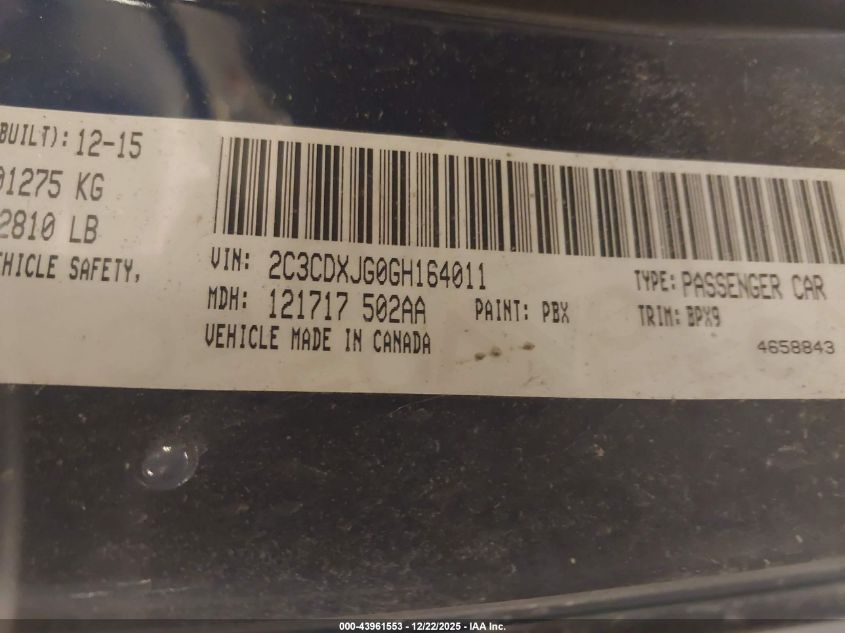 BUILT): 12-15
01275 KG
2810 LB
HICLE SAFETY,
VIN: 2C3CDXJG0GH164011
TYPE: PASSENGER CAR
MDH: 121717 502AA
PAINT: PBX
TRIM: BPX9
VEHICLE MADE IN CANADA
4658843
000-43961553 • 12/22/2025 • IAA Inc.